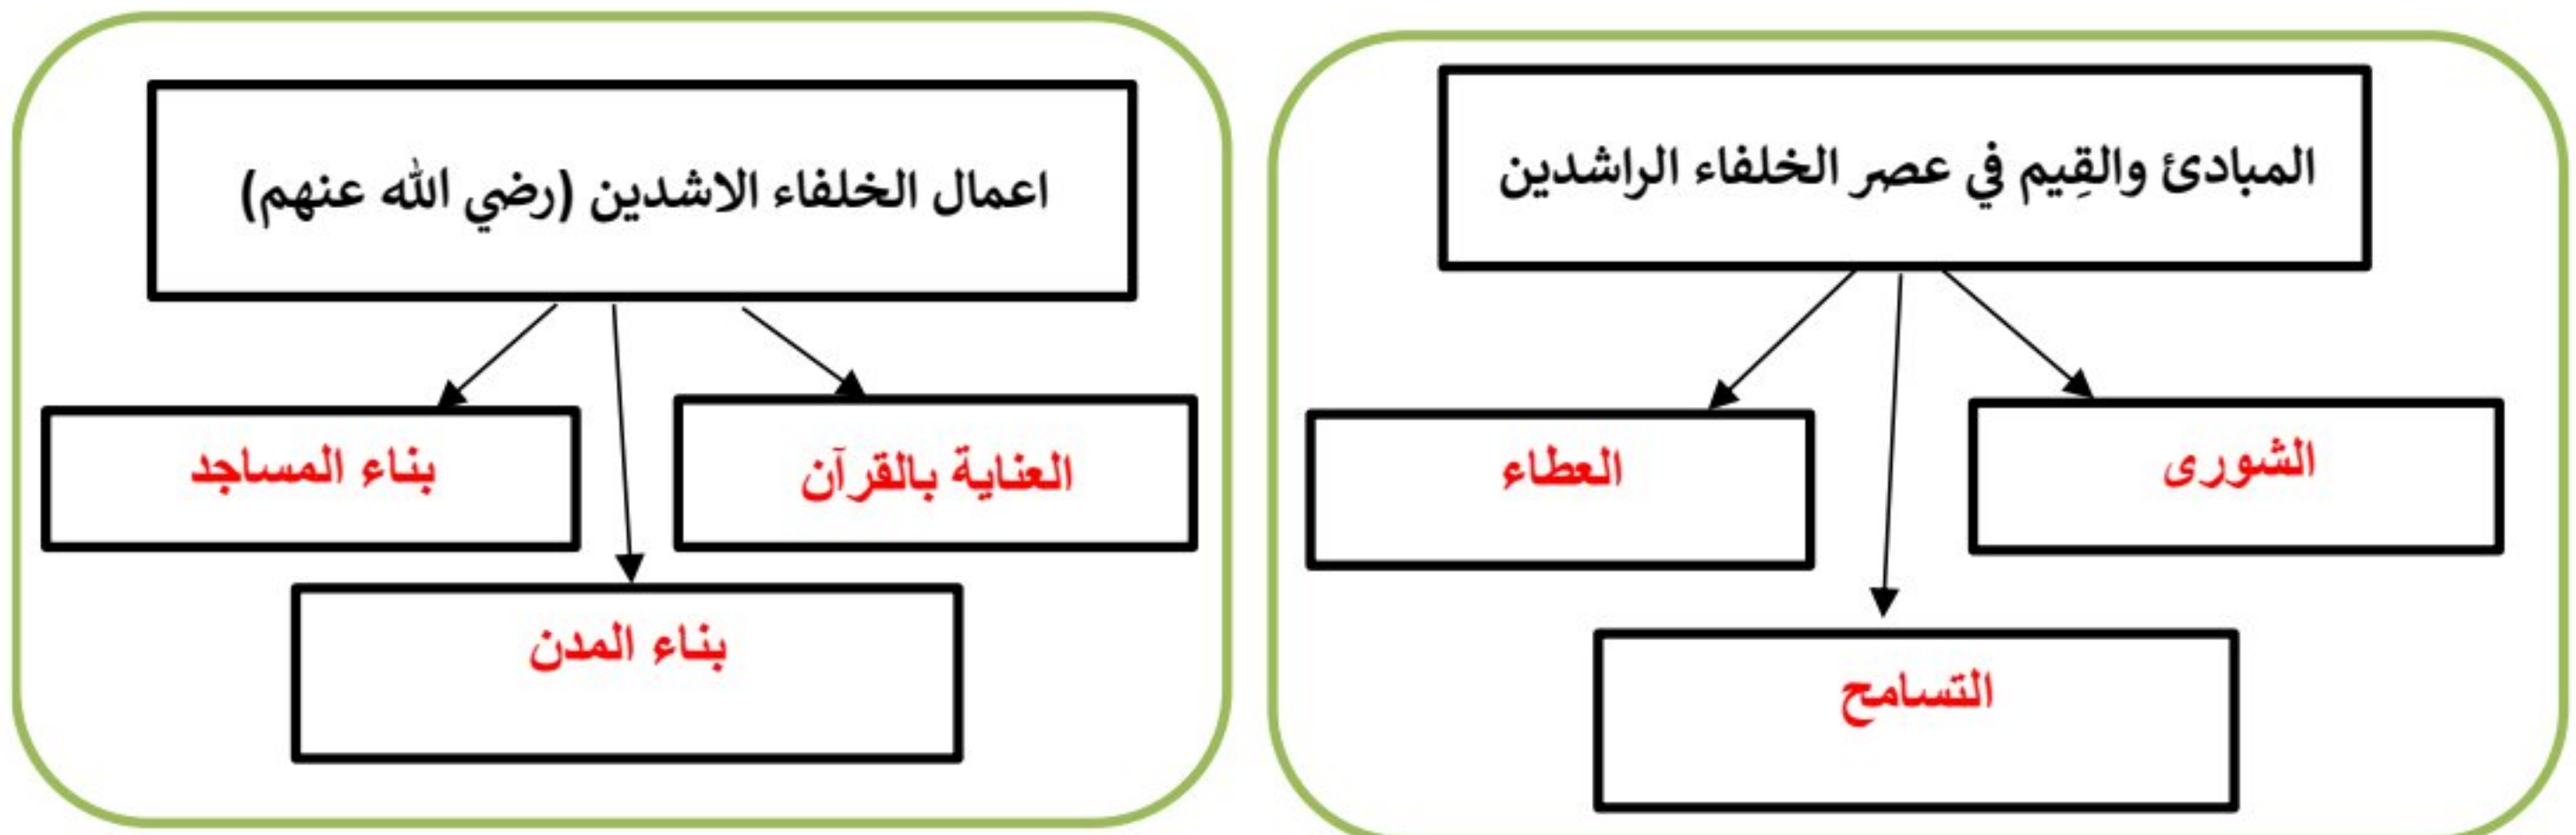 المبادئ والقِيم في عصر الخلفاء الراشدين
الشورى
العطاء
التسامح
اعمال الخلفاء الاشدين (رضي الله عنهم)
العناية بالقرآن
بناء المساجد
بناء المدن